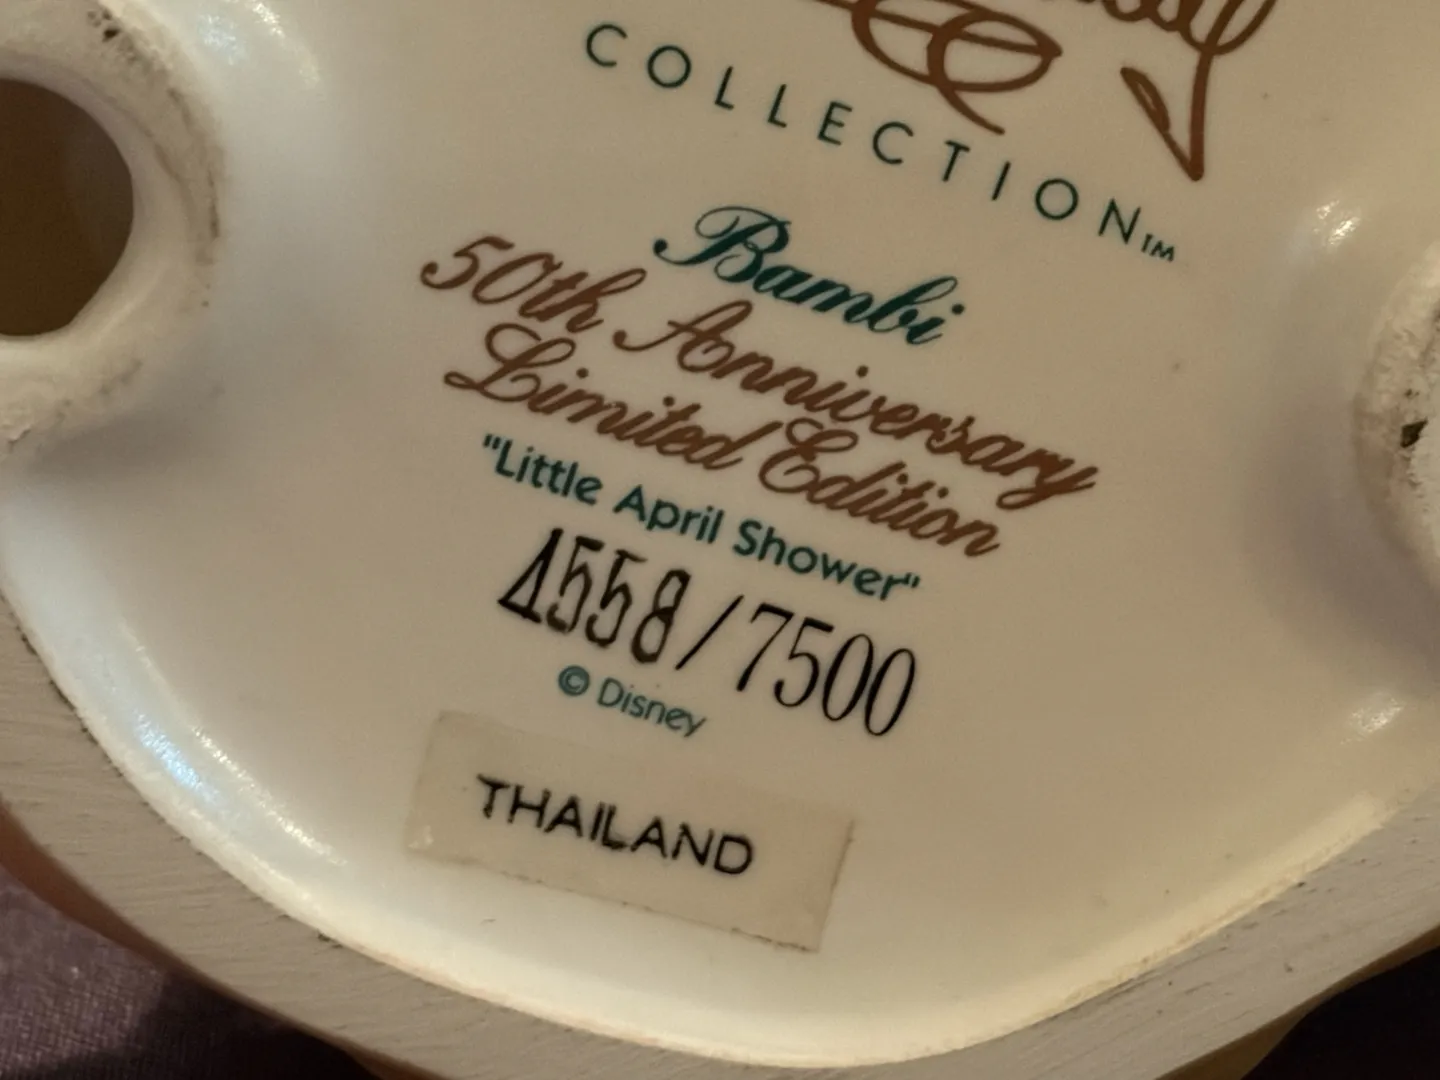 COLLECTION™
Bambi
50th Anniversary
Limited Edition
"Little April Shower"
4558/7500
© Disney
THAILAND